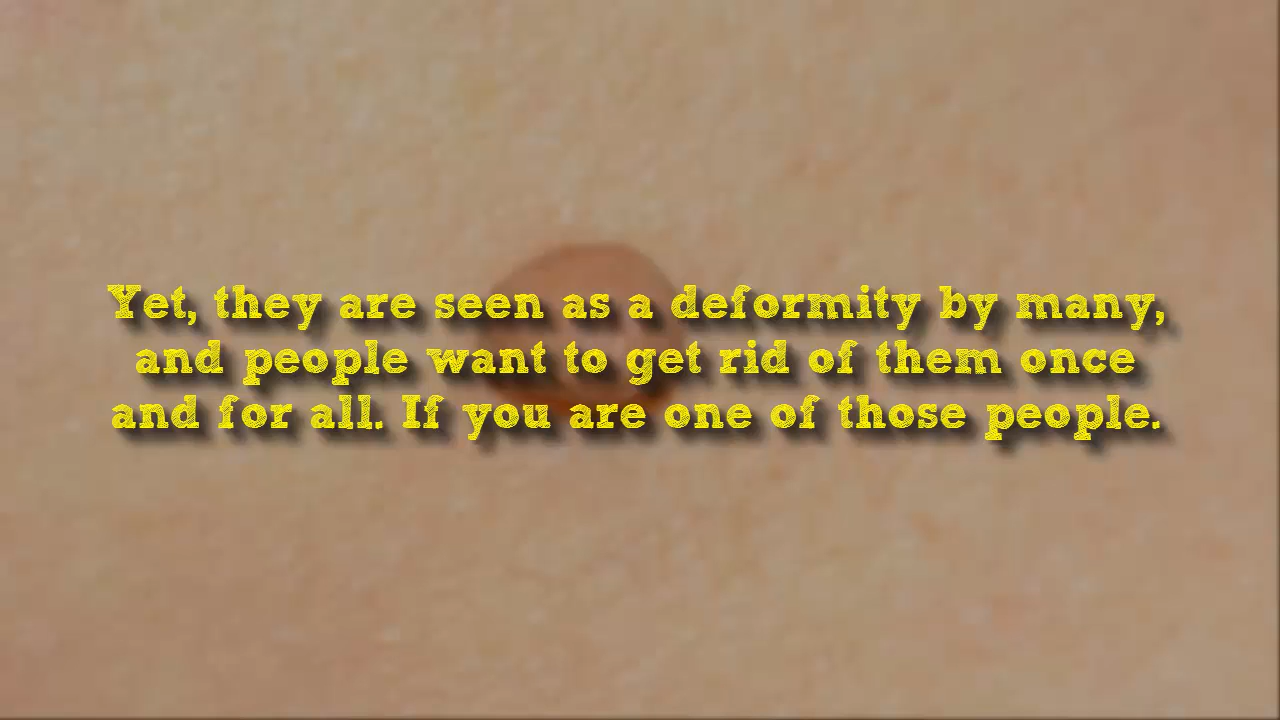 Yet, they are seen as a deformity by many,
and people want to get rid of them once
and for all. If you are one of those people.